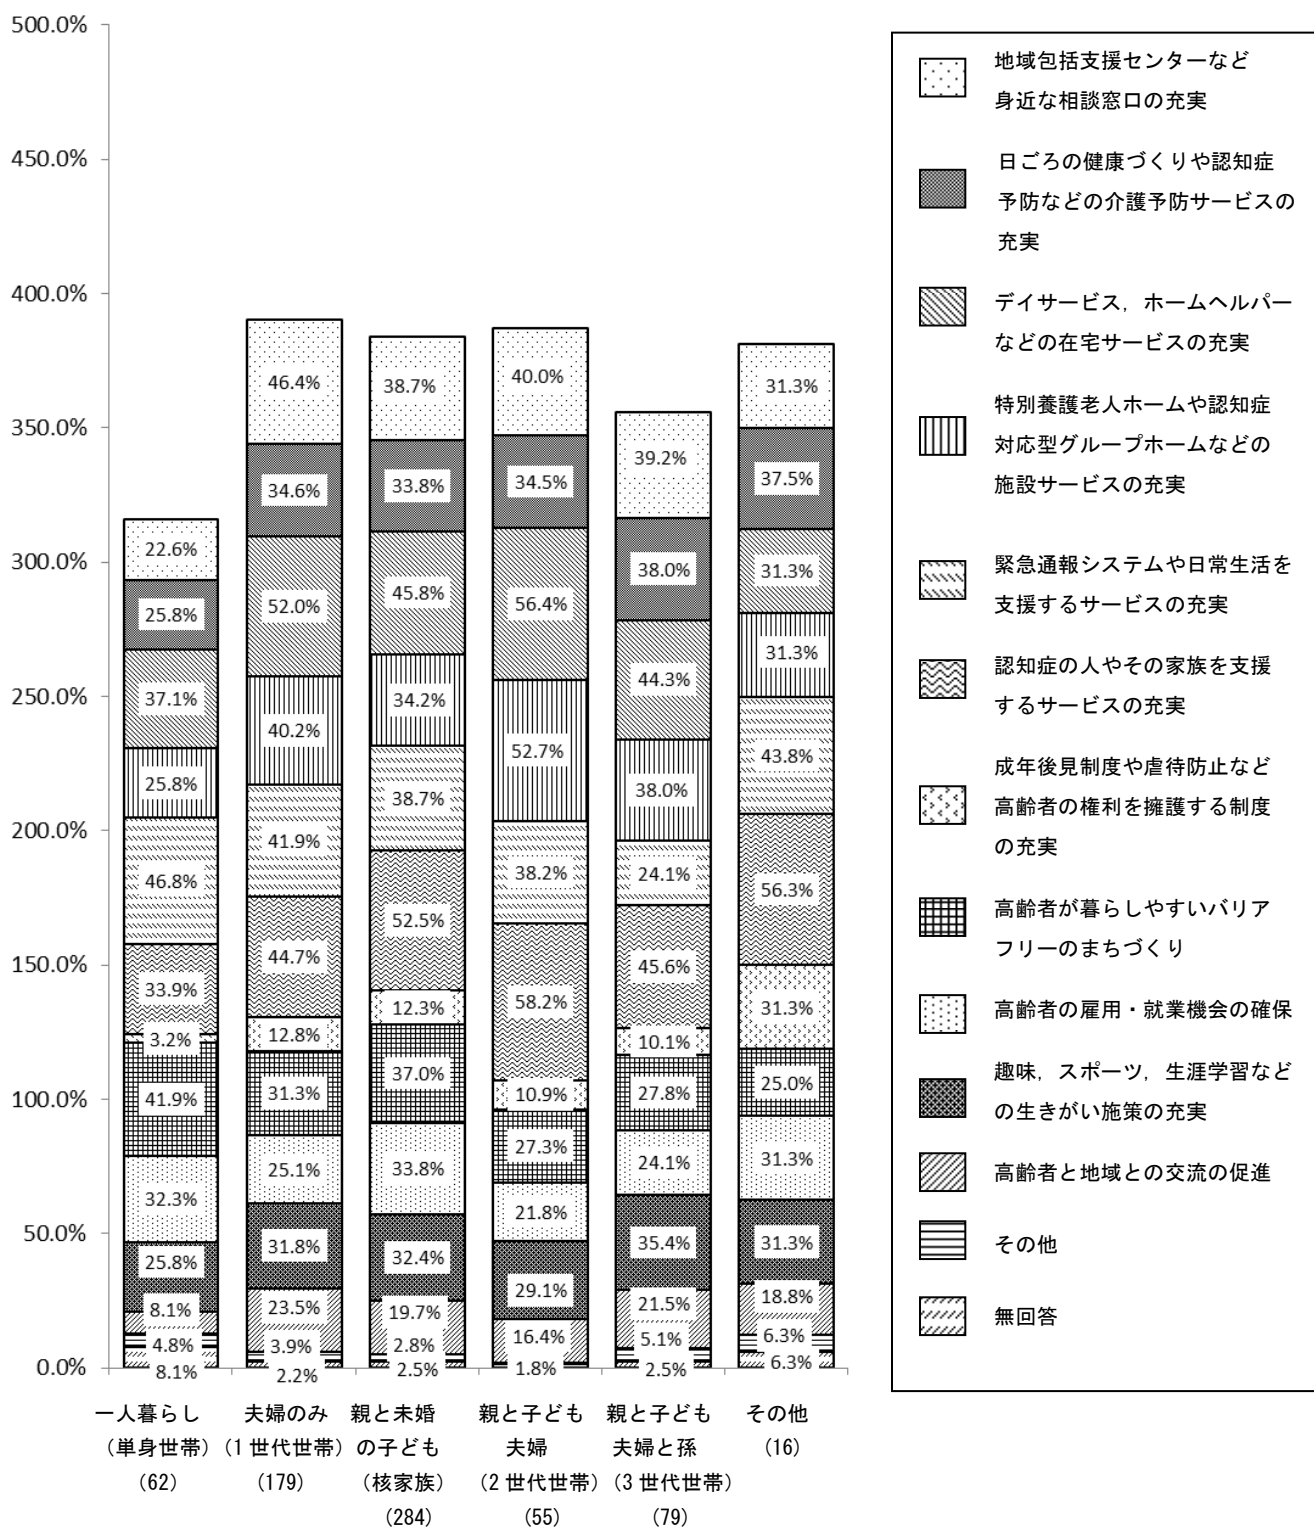 500.0%
450.0%
400.0%
350.0%
300.0%
250.0%
200.0%
150.0%
100.0%
50.0%
0.0%
22.6%
25.8%
37.1%
25.8%
46.8%
33.9%
3.2%
41.9%
32.3%
25.8%
8.1%
4.8%
8.1%
46.4%
34.6%
52.0%
40.2%
41.9%
44.7%
12.8%
31.3%
25.1%
31.8%
23.5%
3.9%
2.2%
38.7%
33.8%
45.8%
34.2%
38.7%
52.5%
12.3%
37.0%
33.8%
32.4%
19.7%
2.8%
2.5%
40.0%
34.5%
56.4%
52.7%
38.2%
58.2%
10.9%
27.3%
21.8%
29.1%
16.4%
1.8%
39.2%
38.0%
44.3%
38.0%
24.1%
45.6%
10.1%
27.8%
24.1%
35.4%
21.5%
5.1%
2.5%
31.3%
37.5%
31.3%
31.3%
43.8%
56.3%
31.3%
25.0%
31.3%
31.3%
18.8%
6.3%
6.3%
一人暮らし
（単身世帯）
（62）
夫婦のみ
（1世代世帯）
（179）
親と未婚
の子ども
（核家族）
（284）
親と子ども
夫婦
（2世代世帯）
（55）
親と子ども
夫婦と孫
（3世代世帯）
（79）
その他
（16）
地域包括支援センターなど
身近な相談窓口の充実
日ごろの健康づくりや認知症
予防などの介護予防サービスの
充実
デイサービス，ホームヘルパー
などの在宅サービスの充実
特別養護老人ホームや認知症
対応型グループホームなどの
施設サービスの充実
緊急通報システムや日常生活を
支援するサービスの充実
認知症の人やその家族を支援
するサービスの充実
成年後見制度や虐待防止など
高齢者の権利を擁護する制度
の充実
高齢者が暮らしやすいバリア
フリーのまちづくり
高齢者の雇用・就業機会の確保
趣味，スポーツ，生涯学習など
の生きがい施策の充実
高齢者と地域との交流の促進
その他
無回答